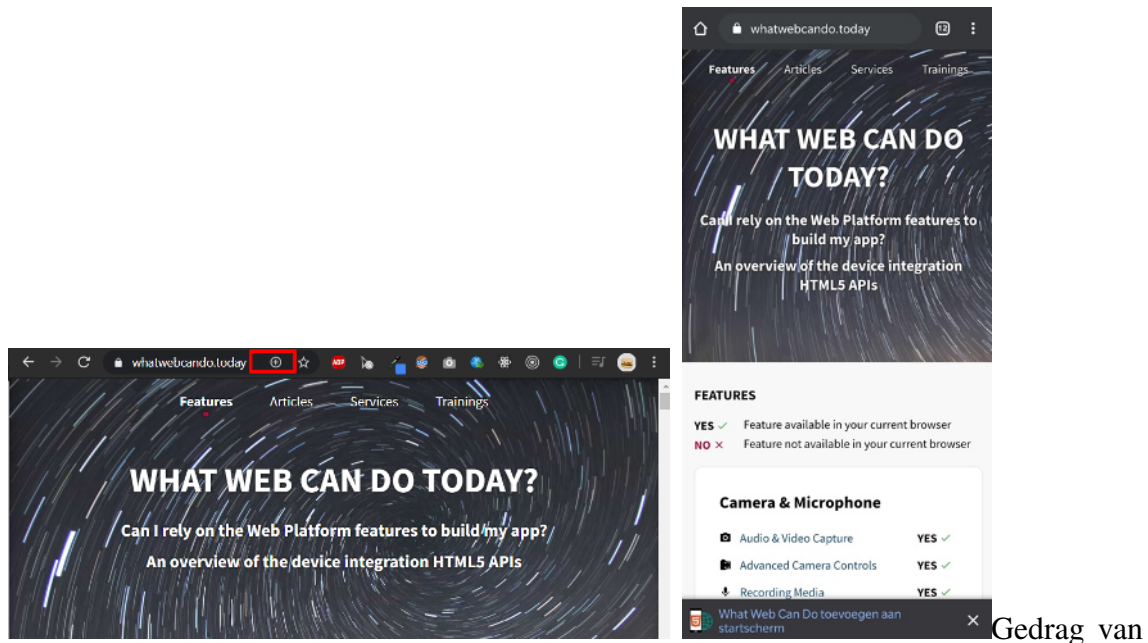 whatwebcando.today
12
Features Articles Services Trainings
WHAT WEB CAN DO
TODAY?
Can I rely on the Web Platform features to
build my app?
An overview of the device integration
HTML5 APIs
FEATURES
YES ✓ Feature available in your current browser
NO × Feature not available in your current browser
Camera & Microphone
Audio & Video Capture YES ✓
Advanced Camera Controls YES ✓
Recording Media YES ✓
What Web Can Do toevoegen aan
startscherm
whatwebcando.today
ABP
Features Articles Services Trainings
WHAT WEB CAN DO TODAY?
Can I rely on the Web Platform features to build my app?
An overview of the device integration HTML5 APIs
Gedrag van